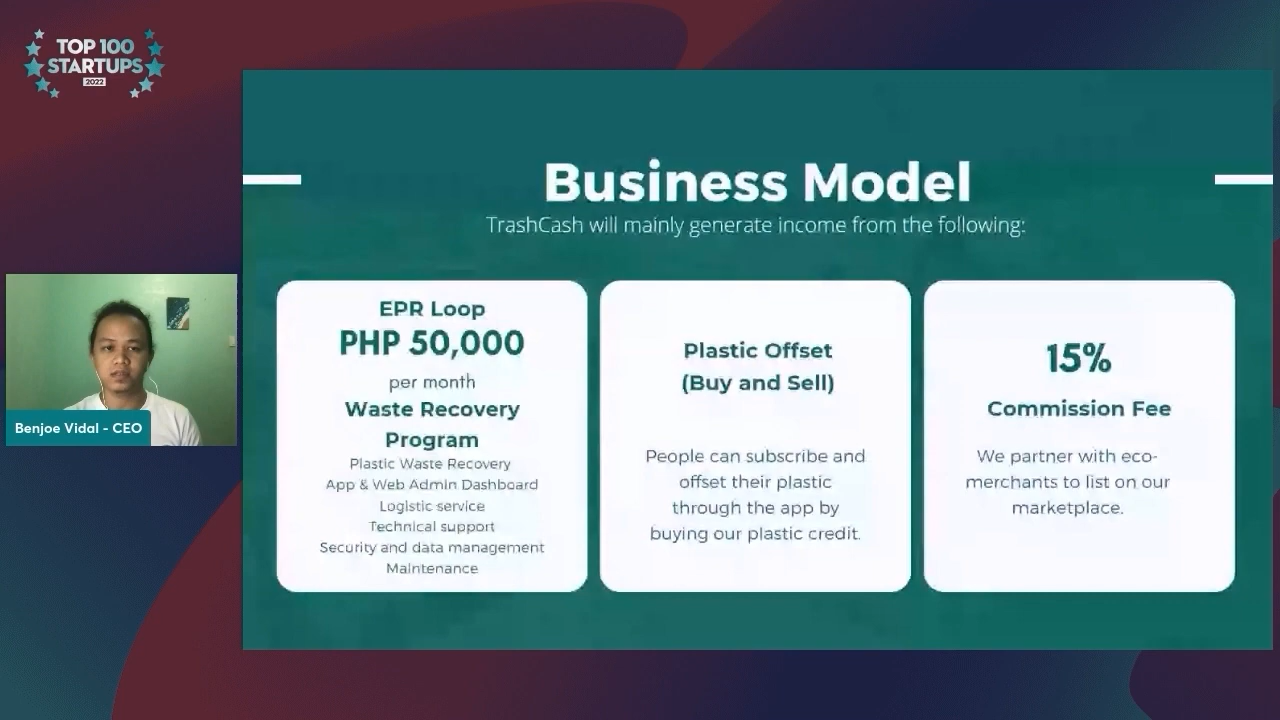 TOP 100
STARTUPS
2022
Business Model
TrashCash will mainly generate income from the following:
EPR Loop
PHP 50,000
per month
Waste Recovery
Program
Plastic Waste Recovery
App & Web Admin Dashboard
Logistic service
Technical support
Security and data management
Maintenance
Plastic Offset
(Buy and Sell)
People can subscribe and
offset their plastic
through the app by
buying our plastic credit.
15%
Commission Fee
We partner with eco-
merchants to list on our
marketplace.
Benjoe Vidal - CEO